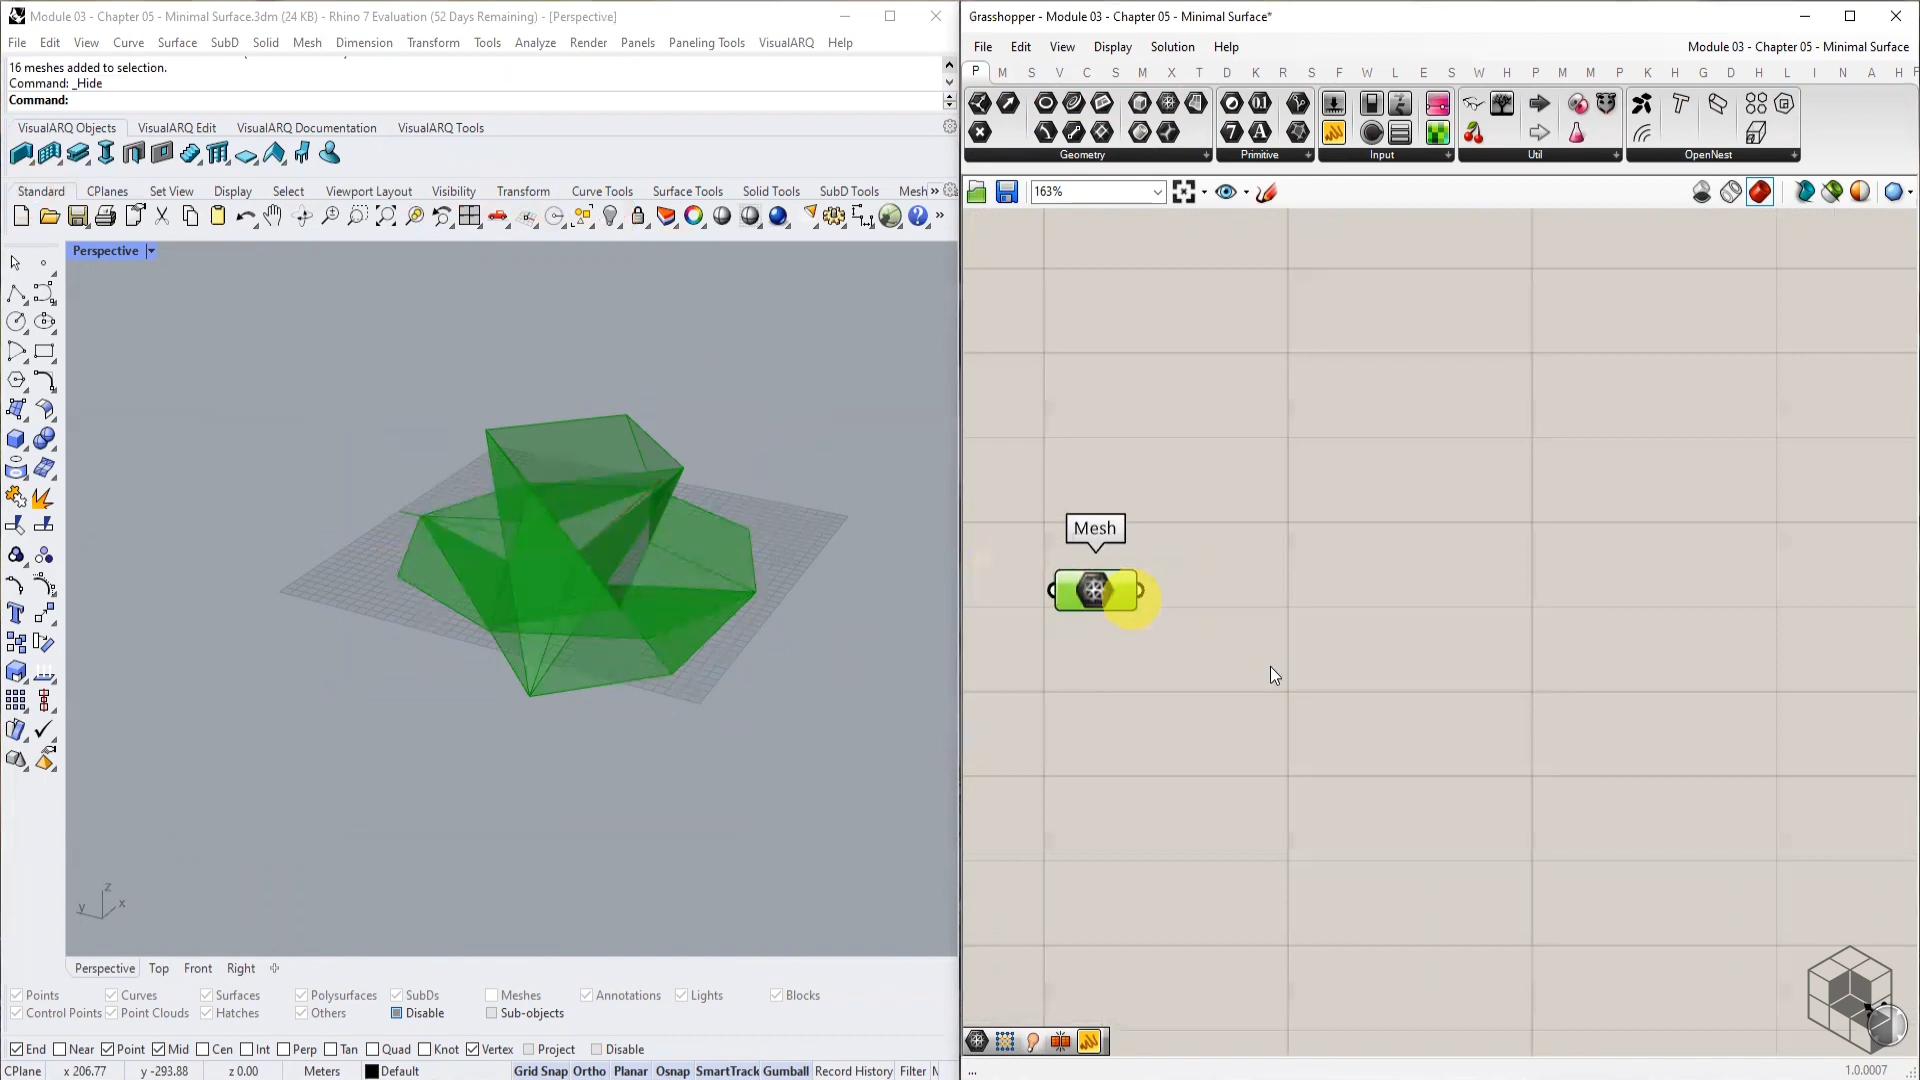 Module 03 - Chapter 05 - Minimal Surface.3dm (24 KB) - Rhino 7 Evaluation (52 Days Remaining) - [Perspective]
File Edit View Curve Surface SubD Solid Mesh Dimension Transform Tools Analyze Render Panels Paneling Tools VisualARQ Help
16 meshes added to selection.
Command: _Hide
Command:
VisualARQ Objects VisualARQ Edit VisualARQ Documentation VisualARQ Tools
Standard CPlanes Set View Display Select Viewport Layout Visibility Transform Curve Tools Surface Tools Solid Tools SubD Tools Mesh »
»
Perspective
z
y x
Perspective Top Front Right
Points Curves Surfaces Polysurfaces SubDs Meshes Annotations Lights Blocks
Control Points Point Clouds Hatches Others Disable Sub-objects
End Near Point Mid Cen Int Perp Tan Quad Knot Vertex Project Disable
CPlane x 206.77 y -293.88 z 0.00 Meters Default Grid Snap Ortho Planar Osnap SmartTrack Gumball Record History Filter M
Grasshopper - Module 03 - Chapter 05 - Minimal Surface*
File Edit View Display Solution Help Module 03 - Chapter 05 - Minimal Surface
P M S V C S M X T D K R S F W L E S W H P M M P K H G D H L I N A H F
Geometry Primitive Input Util OpenNest
163%
Mesh
... 1.0.0007